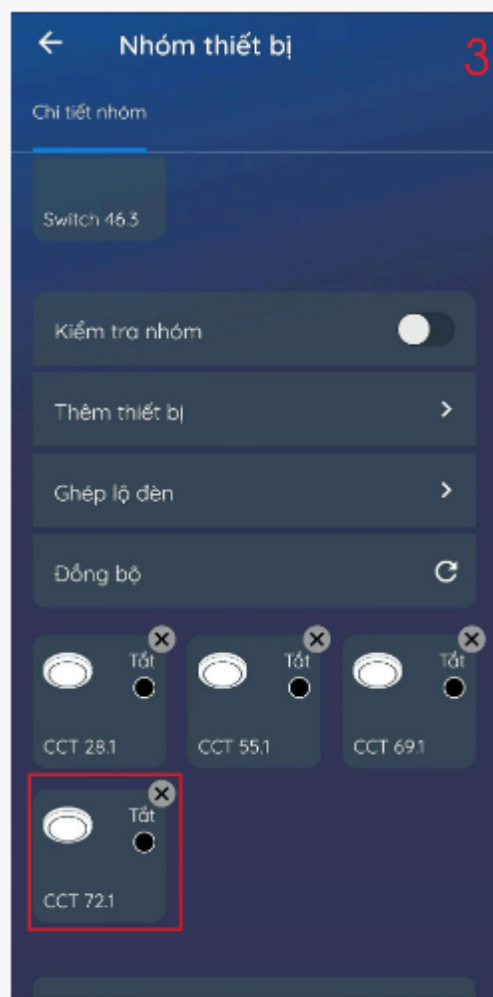 Nhóm thiết bị
3
Chi tiết nhóm
Switch 46.3
Kiểm tra nhóm
Thêm thiết bị
Ghép lộ đèn
Đồng bộ
Tắt
Tắt
Tắt
CCT 28.1
CCT 55.1
CCT 69.1
Tắt
CCT 72.1